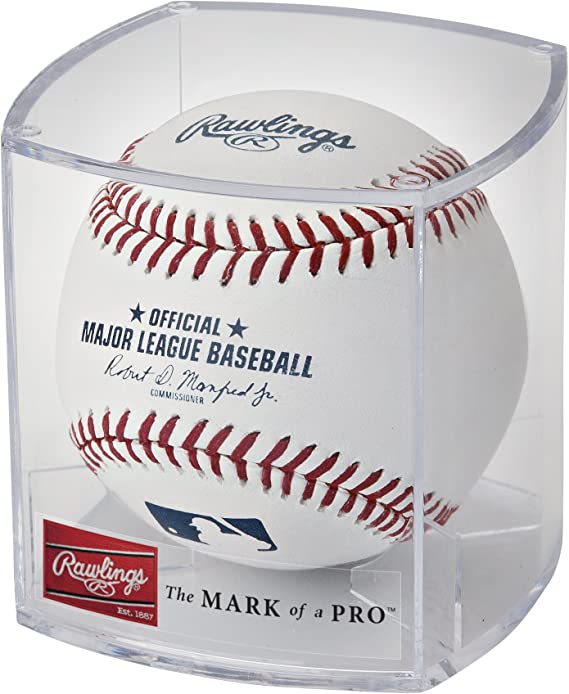 Rawlings
R ®
★ OFFICIAL ★
MAJOR LEAGUE BASEBALL
Robert D. Manfred Jr.
COMMISSIONER
Rawlings
R
Est. 1887
The MARK of a PRO™